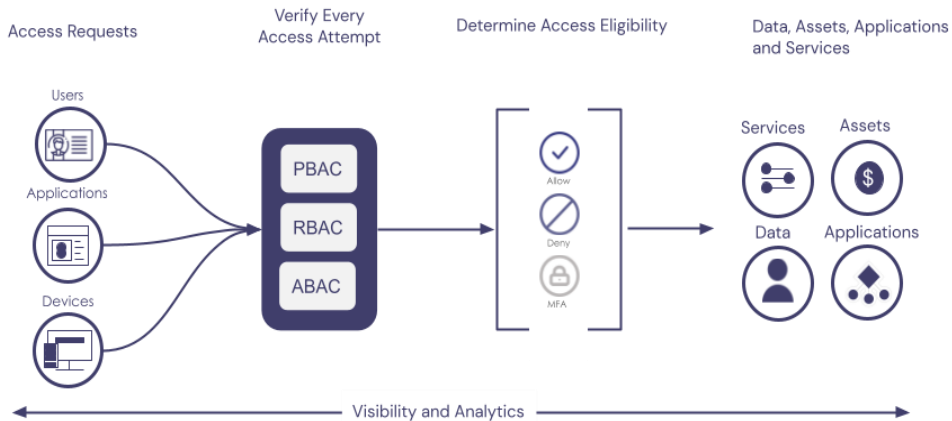 Access Requests
Verify Every
Access Attempt
Determine Access Eligibility
Data, Assets, Applications
and Services
Users
Applications
Devices
PBAC
RBAC
ABAC
Allow
Deny
MFA
Services
Assets
$
Data
Applications
Visibility and Analytics